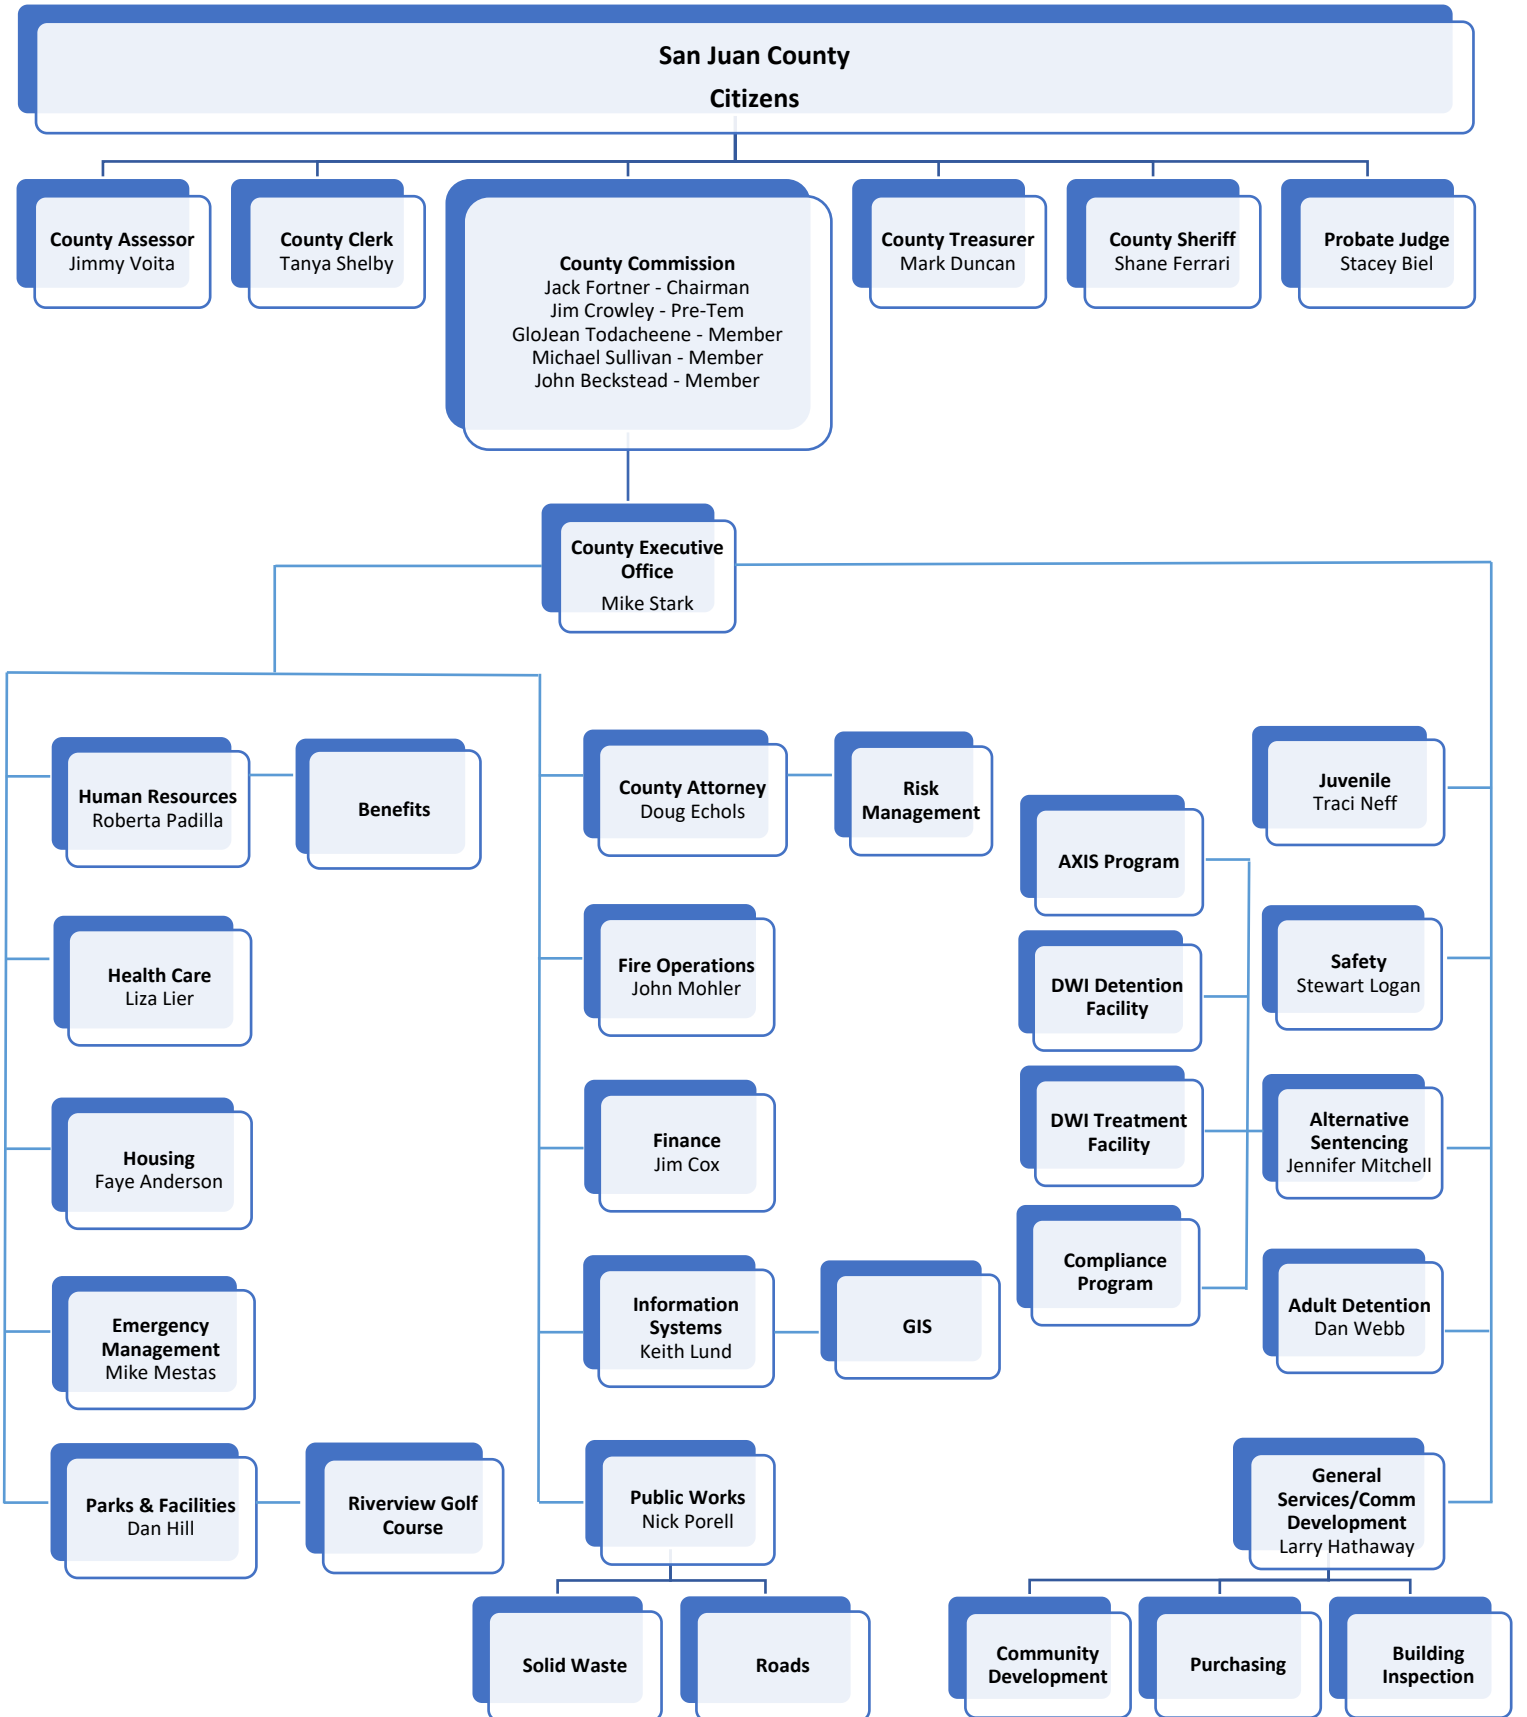 San Juan County
Citizens
County Assessor
Jimmy Voita
County Clerk
Tanya Shelby
County Commission
Jack Fortner - Chairman
Jim Crowley - Pre-Tem
GloJean Todacheene - Member
Michael Sullivan - Member
John Beckstead - Member
County Treasurer
Mark Duncan
County Sheriff
Shane Ferrari
Probate Judge
Stacey Biel
County Executive
Office
Mike Stark
Human Resources
Roberta Padilla
Benefits
County Attorney
Doug Echols
Risk
Management
Juvenile
Traci Neff
AXIS Program
Health Care
Liza Lier
Fire Operations
John Mohler
DWI Detention
Facility
Safety
Stewart Logan
Housing
Faye Anderson
Finance
Jim Cox
DWI Treatment
Facility
Alternative
Sentencing
Jennifer Mitchell
Emergency
Management
Mike Mestas
Information
Systems
Keith Lund
GIS
Compliance
Program
Adult Detention
Dan Webb
Parks & Facilities
Dan Hill
Riverview Golf
Course
Public Works
Nick Porell
General
Services/Comm
Development
Larry Hathaway
Solid Waste
Roads
Community
Development
Purchasing
Building
Inspection